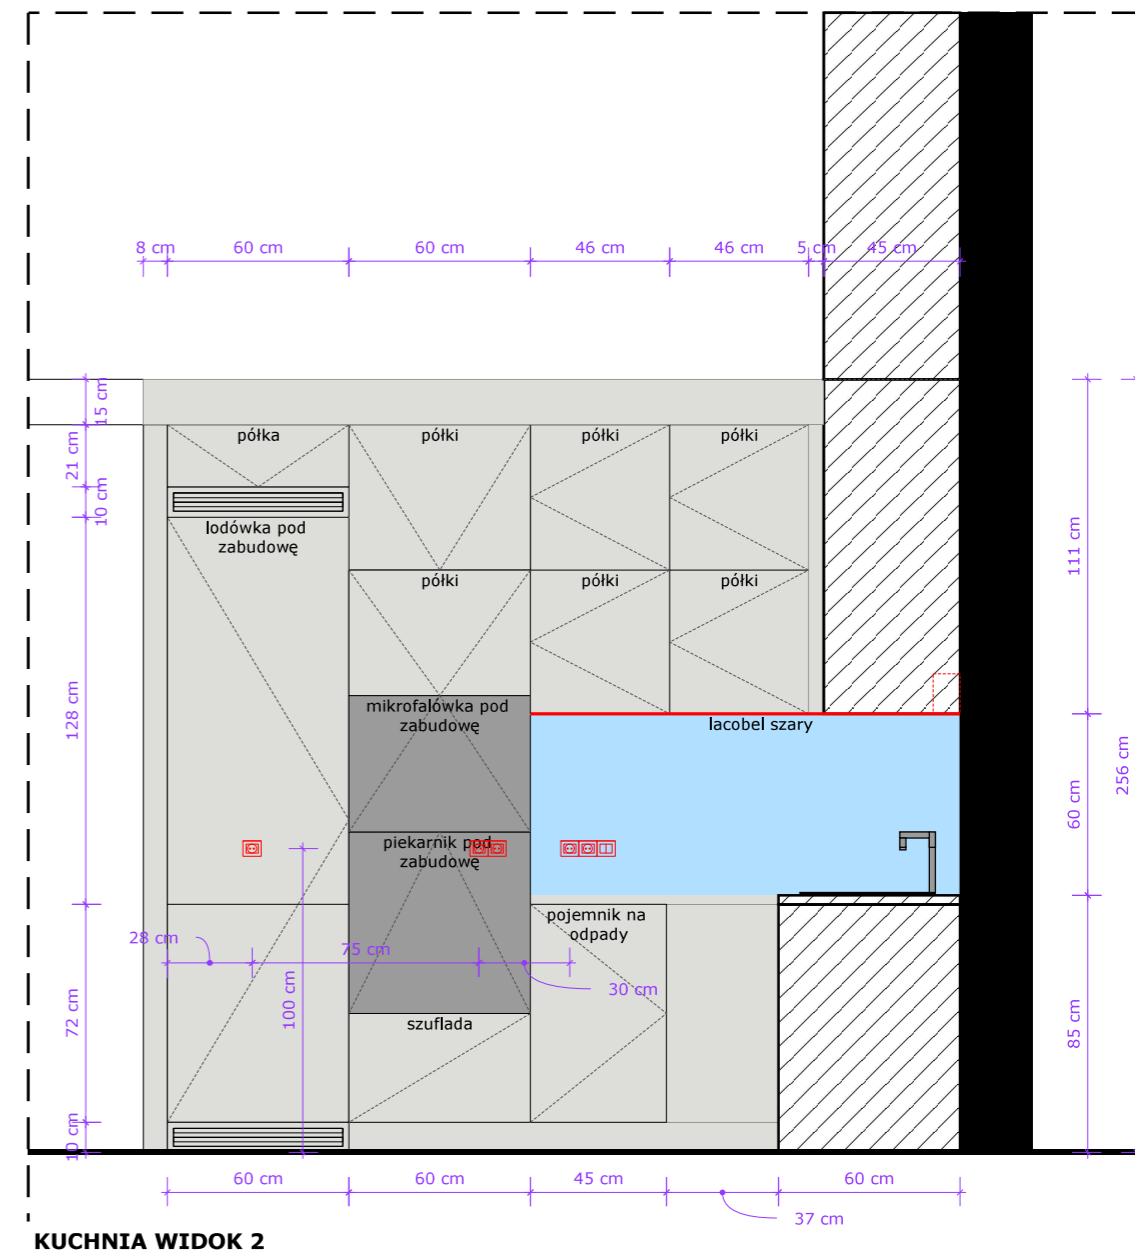 8 cm 60 cm 60 cm 46 cm 46 cm 5 cm 45 cm
15 cm
półka półki półki półki
21 cm
10 cm
lodówka pod
zabudowę
111 cm
półki półki półki
128 cm
mikrofalówka pod
zabudowę
lacobel szary
256 cm
60 cm
piekarnik pod
zabudowę
pojemnik na
odpady
28 cm
75 cm
30 cm
100 cm
72 cm
szuflada
85 cm
10 cm
60 cm 60 cm 45 cm 60 cm
37 cm
KUCHNIA WIDOK 2